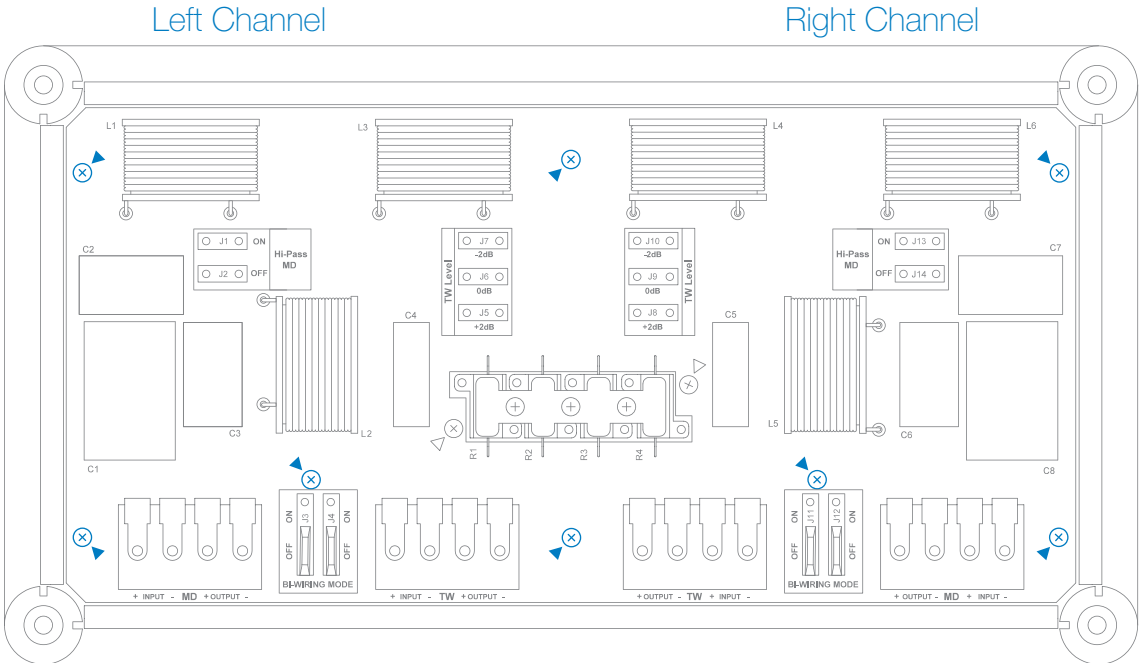 Left Channel
Right Channel
L1
L3
L4
L6
C2
J1 ON
J2 OFF
Hi-Pass
MD
TW Level
J7
-2dB
J6
0dB
J5
+2dB
J10
-2dB
J9
0dB
J8
+2dB
TW Level
Hi-Pass
MD
ON J13
OFF J14
C7
C4
C5
C3
L2
L5
C6
C1
R1
R2
R3
R4
C8
ON
OFF
J3
J4
ON
OFF
BI-WIRING MODE
ON
OFF
J11
J12
ON
OFF
BI-WIRING MODE
+ INPUT - MD + OUTPUT -
+ INPUT - TW + OUTPUT -
+ OUTPUT - TW + INPUT -
+ OUTPUT - MD + INPUT -